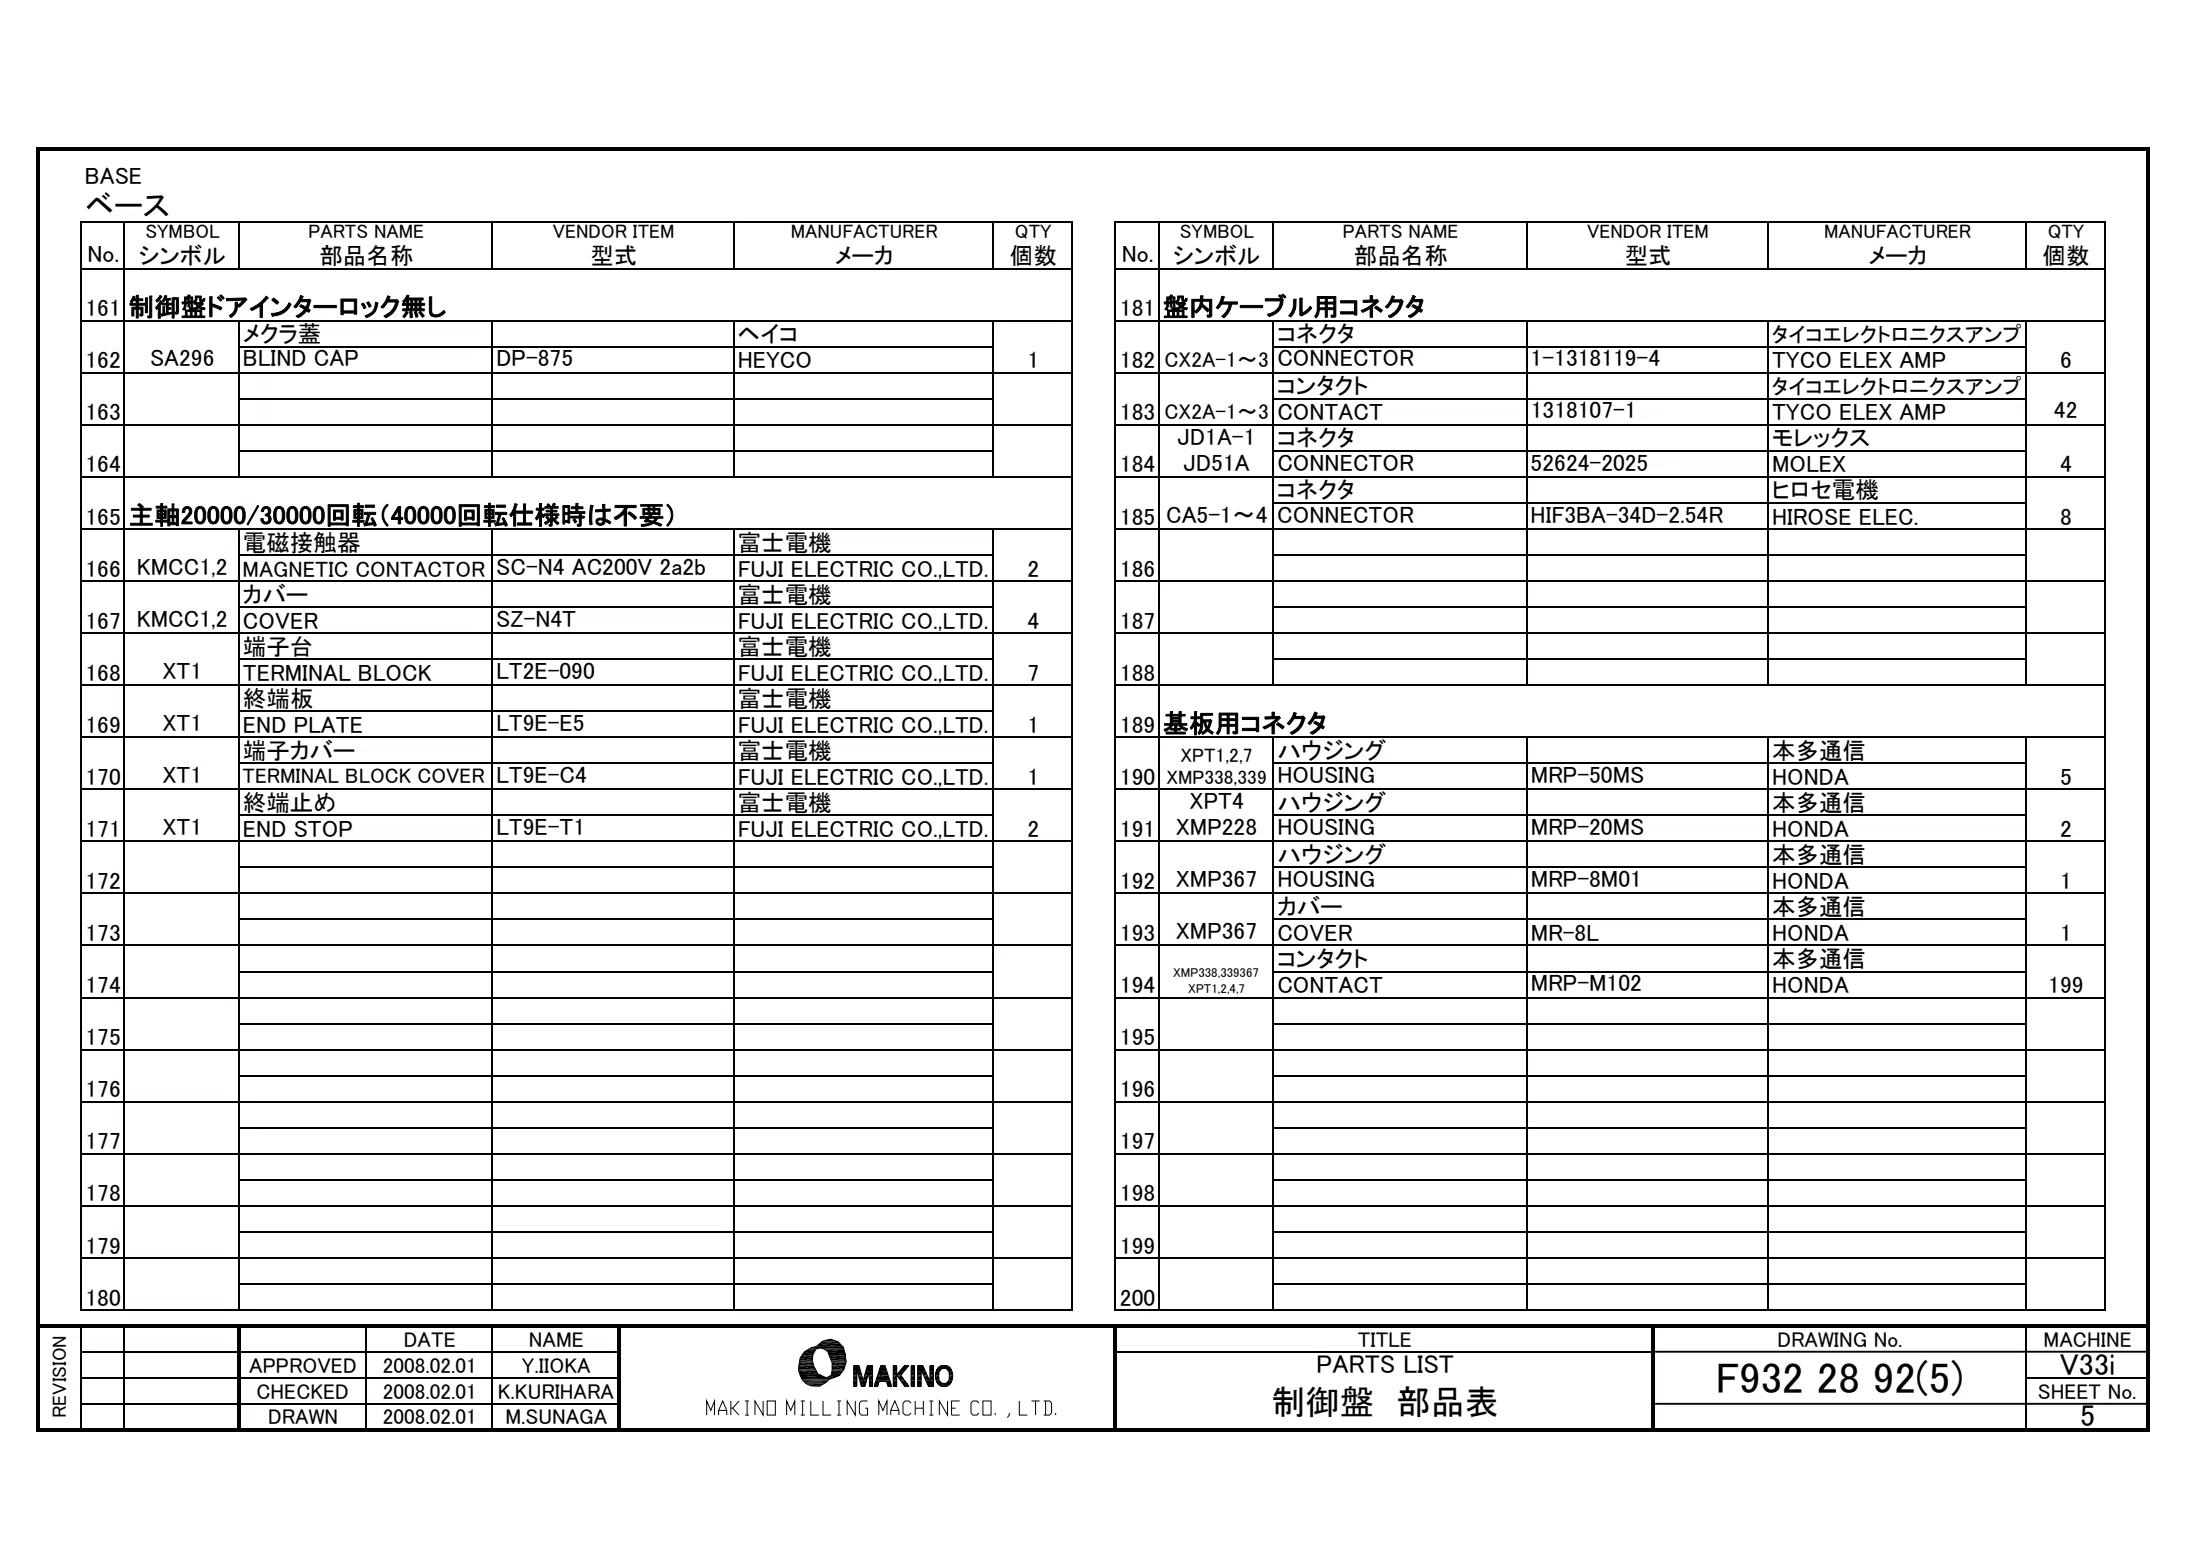 BASE
ベース
No. SYMBOL シンボル PARTS NAME 部品名称 VENDOR ITEM 型式 MANUFACTURER メーカ QTY 個数
161 制御盤ドアインターロック無し
メクラ蓋 ヘイコ
162 SA296 BLIND CAP DP-875 HEYCO 1
163
164
165 主軸20000/30000回転(40000回転仕様時は不要)
電磁接触器 富士電機
166 KMCC1,2 MAGNETIC CONTACTOR SC-N4 AC200V 2a2b FUJI ELECTRIC CO.,LTD. 2
カバー 富士電機
167 KMCC1,2 COVER SZ-N4T FUJI ELECTRIC CO.,LTD. 4
端子台 富士電機
168 XT1 TERMINAL BLOCK LT2E-090 FUJI ELECTRIC CO.,LTD. 7
終端板 富士電機
169 XT1 END PLATE LT9E-E5 FUJI ELECTRIC CO.,LTD. 1
端子カバー 富士電機
170 XT1 TERMINAL BLOCK COVER LT9E-C4 FUJI ELECTRIC CO.,LTD. 1
終端止め 富士電機
171 XT1 END STOP LT9E-T1 FUJI ELECTRIC CO.,LTD. 2
172
173
174
175
176
177
178
179
180
No. SYMBOL シンボル PARTS NAME 部品名称 VENDOR ITEM 型式 MANUFACTURER メーカ QTY 個数
181 盤内ケーブル用コネクタ
コネクタ タイコエレクトロニクスアンプ
182 CX2A-1～3 CONNECTOR 1-1318119-4 TYCO ELEX AMP 6
コンタクト タイコエレクトロニクスアンプ
183 CX2A-1～3 CONTACT 1318107-1 TYCO ELEX AMP 42
JD1A-1 コネクタ モレックス
184 JD51A CONNECTOR 52624-2025 MOLEX 4
コネクタ ヒロセ電機
185 CA5-1～4 CONNECTOR HIF3BA-34D-2.54R HIROSE ELEC. 8
186
187
188
189 基板用コネクタ
XPT1,2,7 ハウジング 本多通信
190 XMP338,339 HOUSING MRP-50MS HONDA 5
XPT4 ハウジング 本多通信
191 XMP228 HOUSING MRP-20MS HONDA 2
ハウジング 本多通信
192 XMP367 HOUSING MRP-8M01 HONDA 1
カバー 本多通信
193 XMP367 COVER MR-8L HONDA 1
XMP338,339367 コンタクト 本多通信
194 XPT1,2,4,7 CONTACT MRP-M102 HONDA 199
195
196
197
198
199
200
REVISION
DATE NAME
APPROVED 2008.02.01 Y.IIOKA
CHECKED 2008.02.01 K.KURIHARA
DRAWN 2008.02.01 M.SUNAGA
MAKINO
MAKINO MILLING MACHINE CO. , LTD.
TITLE
PARTS LIST
制御盤 部品表
DRAWING No.
F932 28 92(5)
MACHINE
V33i
SHEET No.
5